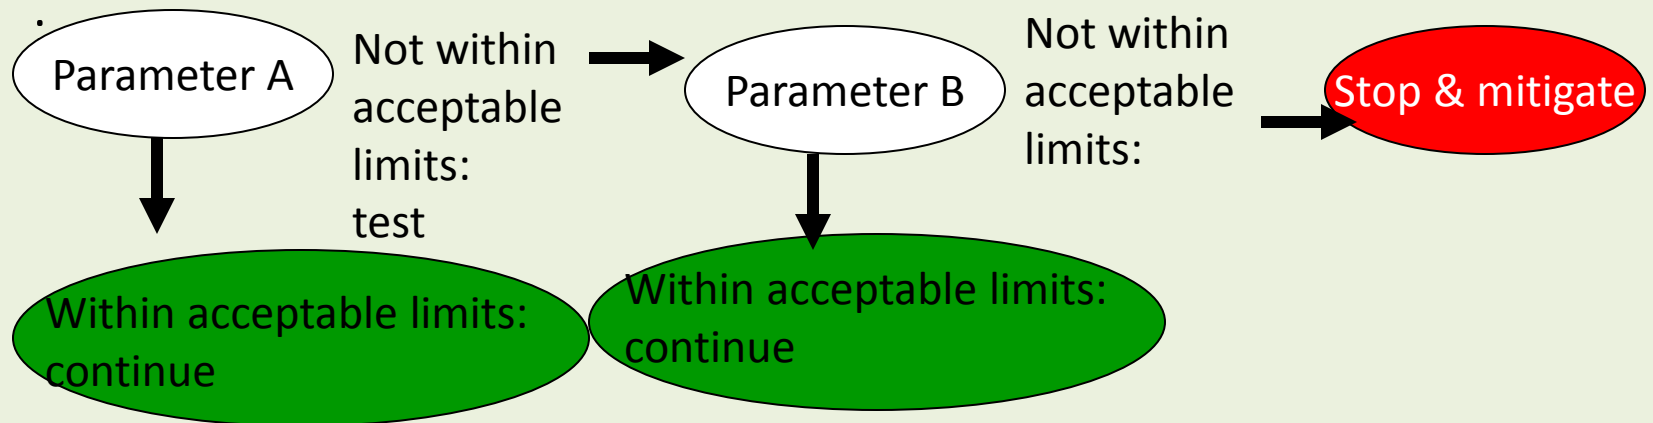 .
Parameter A
Not within
acceptable
limits:
test
Parameter B
Not within
acceptable
limits:
Stop & mitigate
Within acceptable limits:
continue
Within acceptable limits:
continue